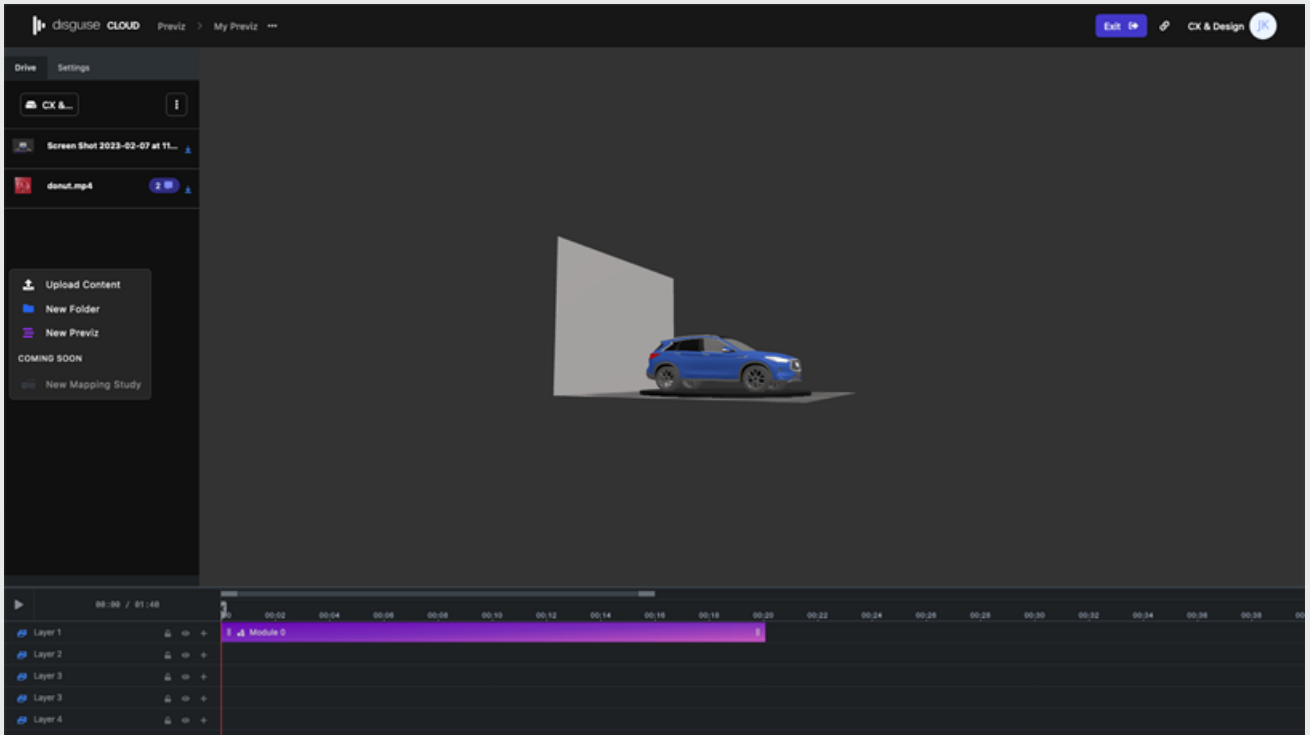 disguise CLOUD Previz > My Previz ••• Exit CX & Design JK
Drive Settings
CX &...
Screen Shot 2023-02-07 at 11...
donut.mp4 2
Upload Content
New Folder
New Previz
COMING SOON
New Mapping Study
00:00 / 01:40
00:02 00:04 00:06 00:08 00:10 00:12 00:14 00:16 00:18 00:20 00:22 00:24 00:26 00:28 00:30 00:32 00:34 00:36 00:38
Layer 1 Module 0
Layer 2
Layer 3
Layer 3
Layer 4